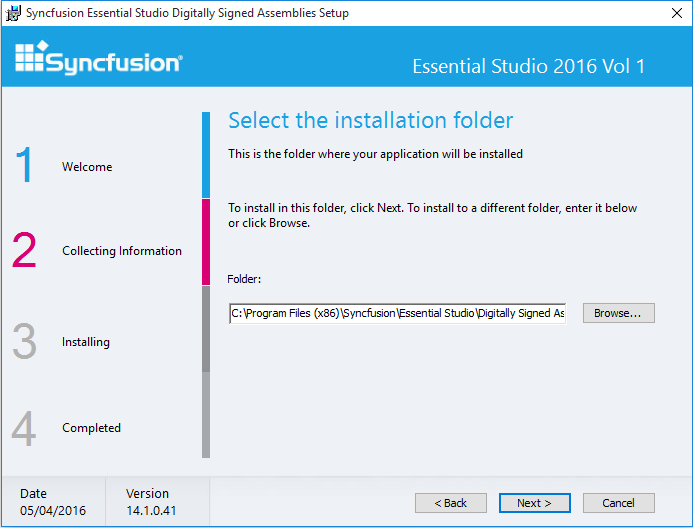 Syncfusion Essential Studio Digitally Signed Assemblies Setup
Syncfusion®
Essential Studio 2016 Vol 1
1
Welcome
2
Collecting Information
3
Installing
4
Completed
Select the installation folder
This is the folder where your application will be installed
To install in this folder, click Next. To install to a different folder, enter it below
or click Browse.
Folder:
C:\Program Files (x86)\Syncfusion\Essential Studio\Digitally Signed As
Browse...
Date
05/04/2016
Version
14.1.0.41
< Back
Next >
Cancel